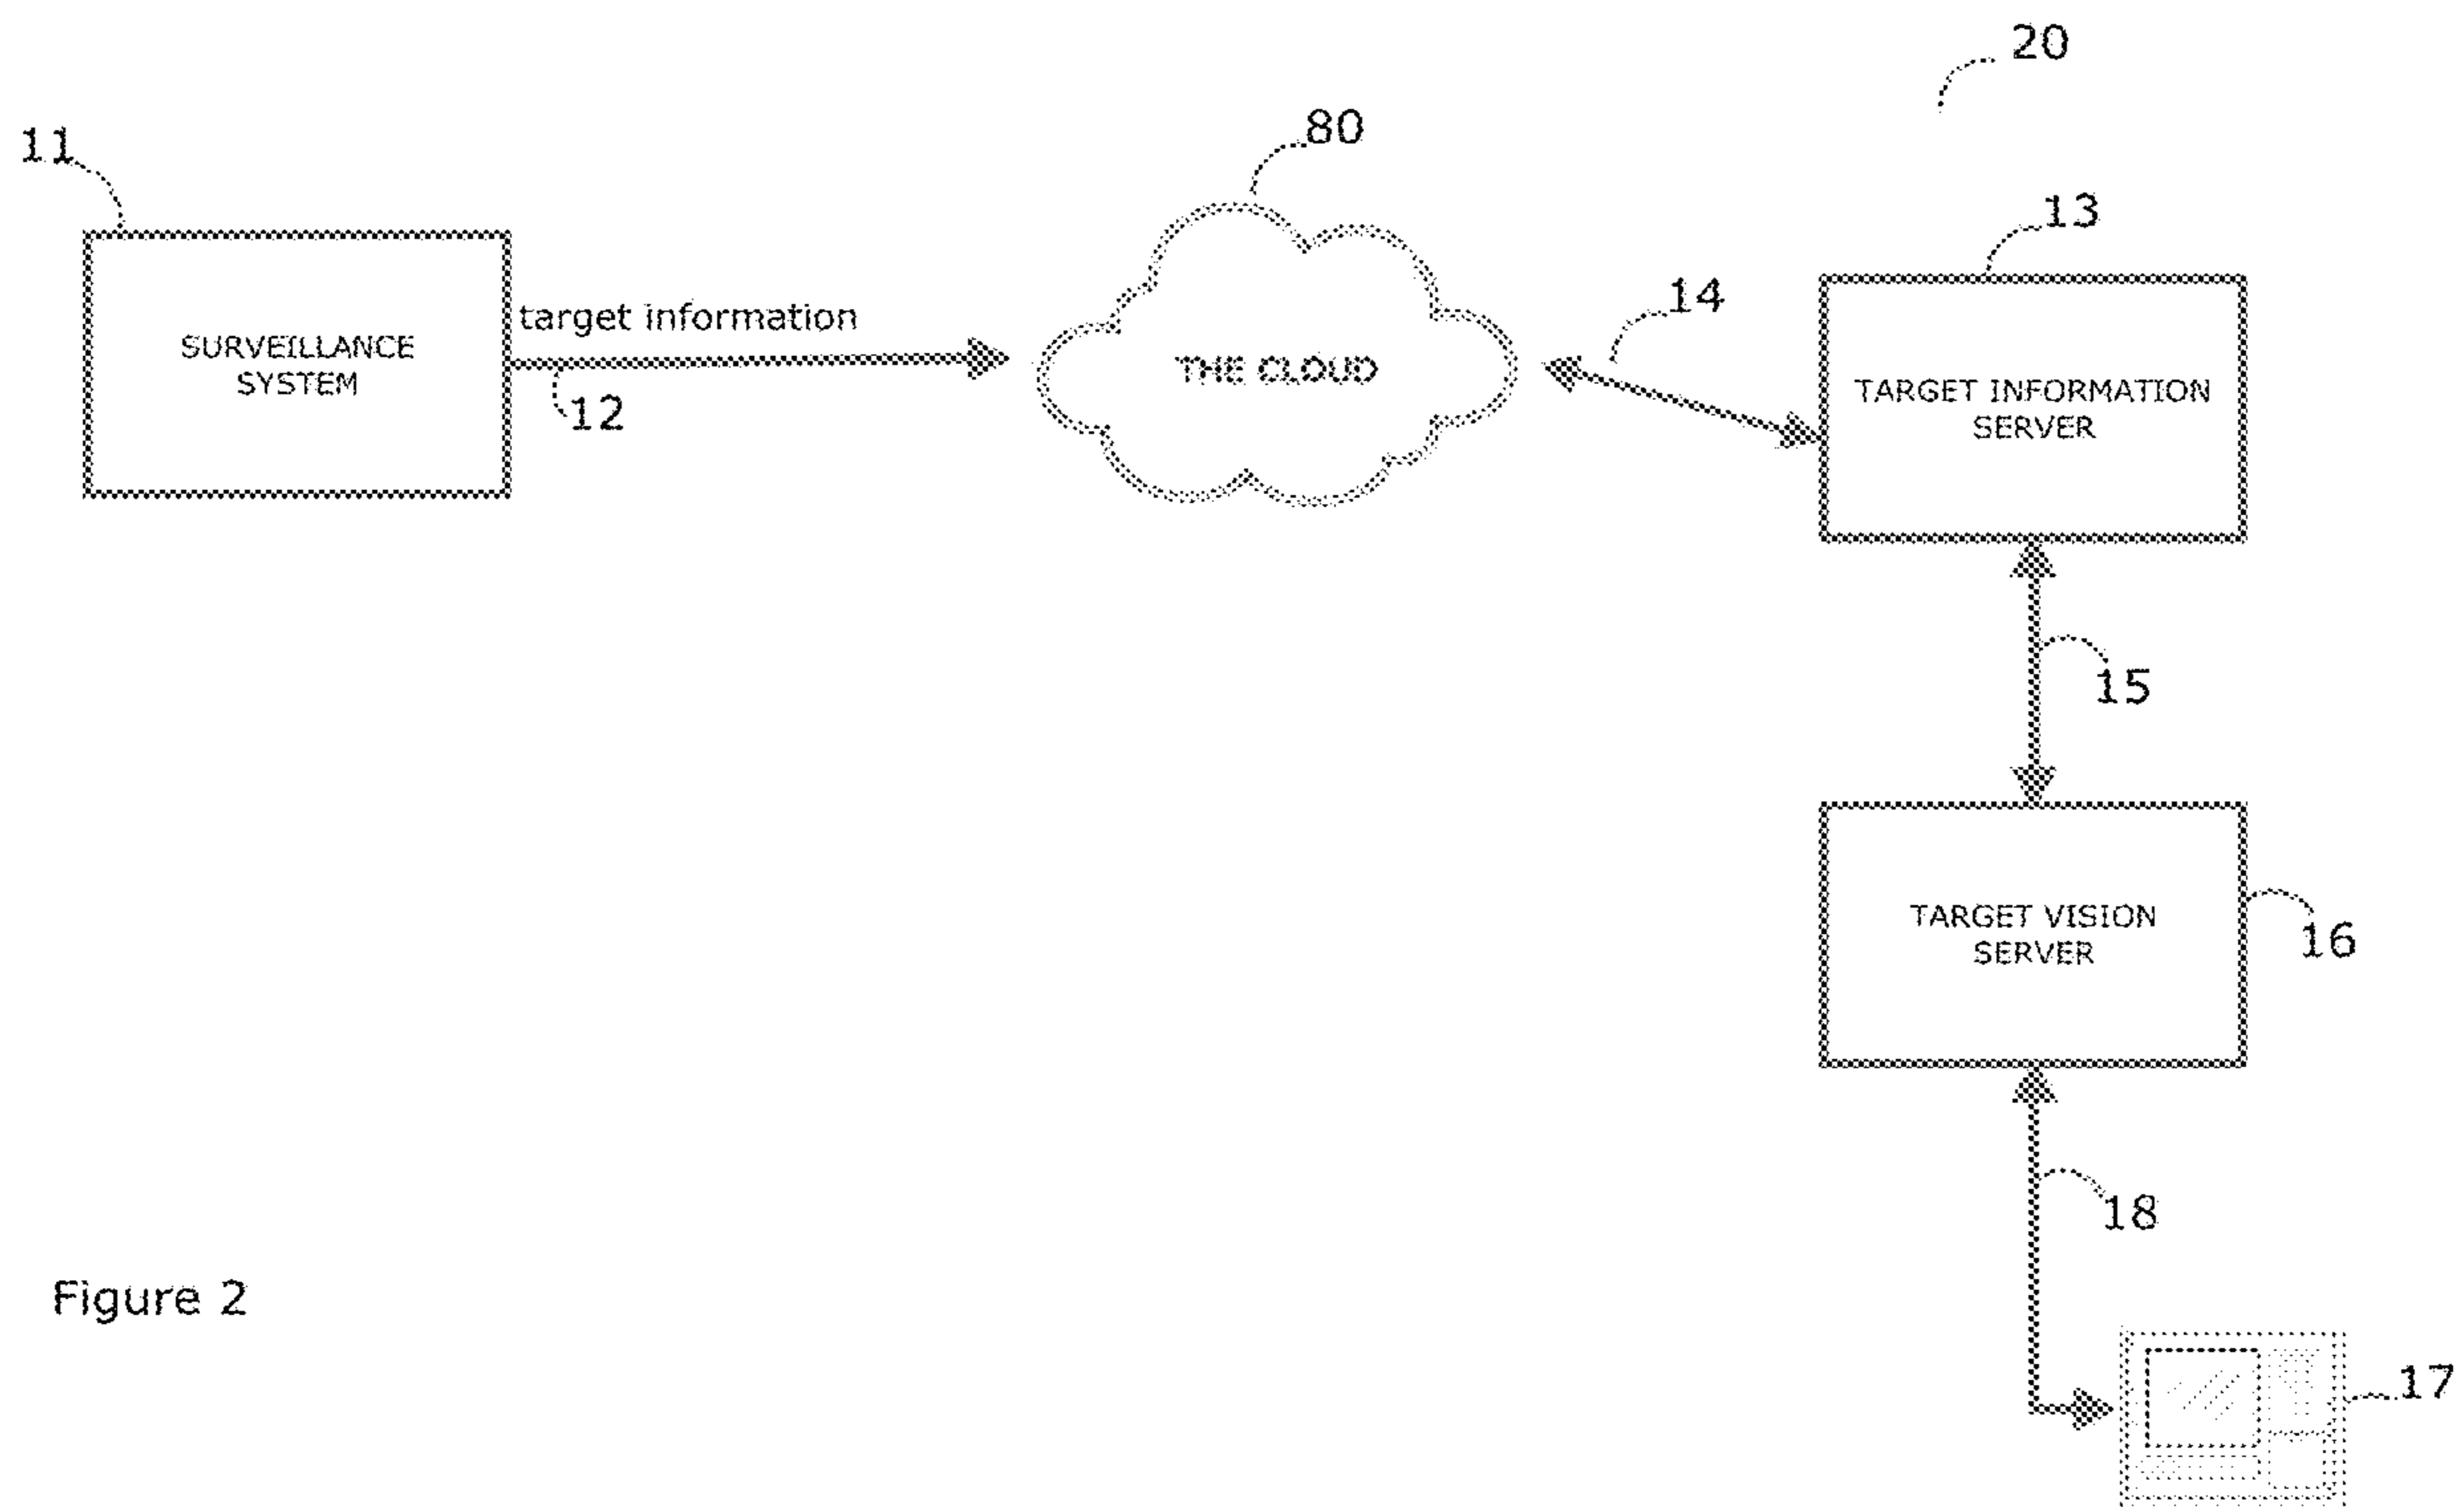 20
80
11
13
14
SURVEILLANCE
SYSTEM
target information
12
THE CLOUD
TARGET INFORMATION
SERVER
15
TARGET VISION
SERVER
16
18
Figure 2
17